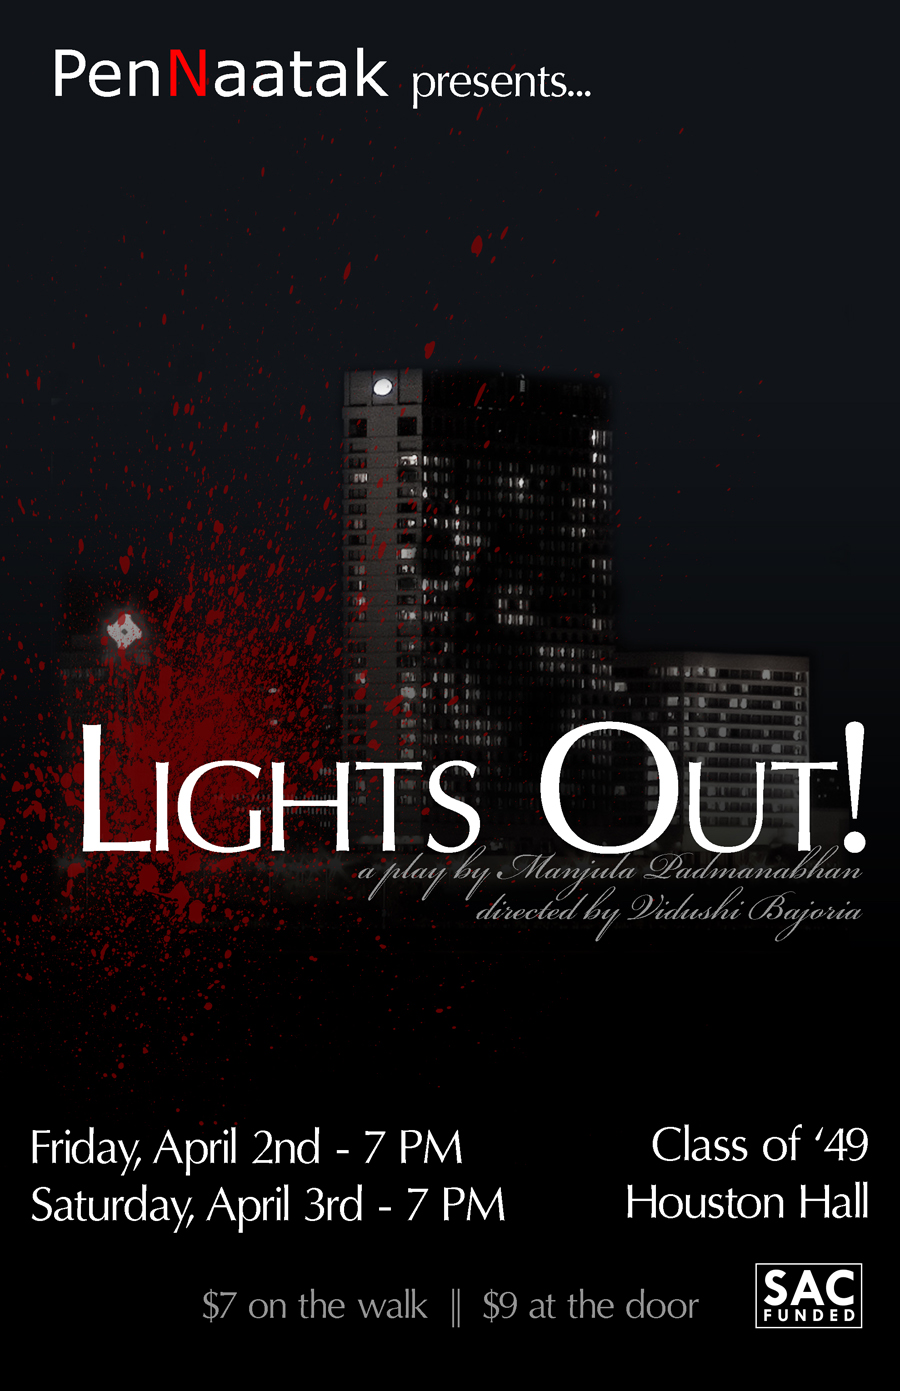 PenNaatak presents...
Lights Out!
a play by Manjula Padmanabhan
directed by Vidushi Bajoria
Friday, April 2nd - 7 PM
Saturday, April 3rd - 7 PM
Class of ‘49
Houston Hall
$7 on the walk || $9 at the door
SAC
FUNDED